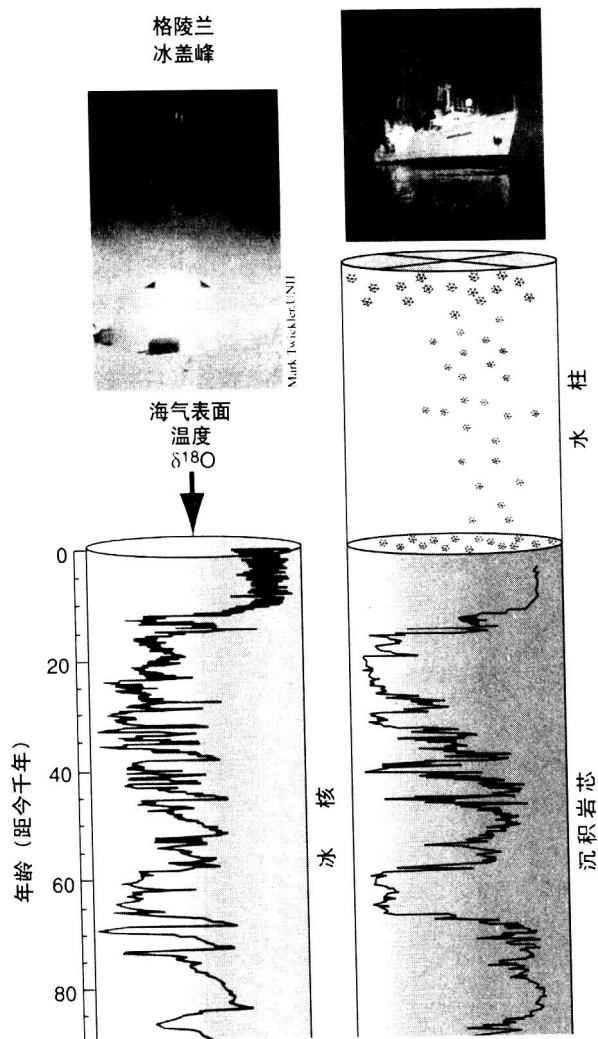 格陵兰
冰盖峰
Mark Twickler.UNH
海气表面
温度
δ¹⁸O
水柱
0
20
40
60
80
年龄（距今千年）
冰核
沉积岩芯